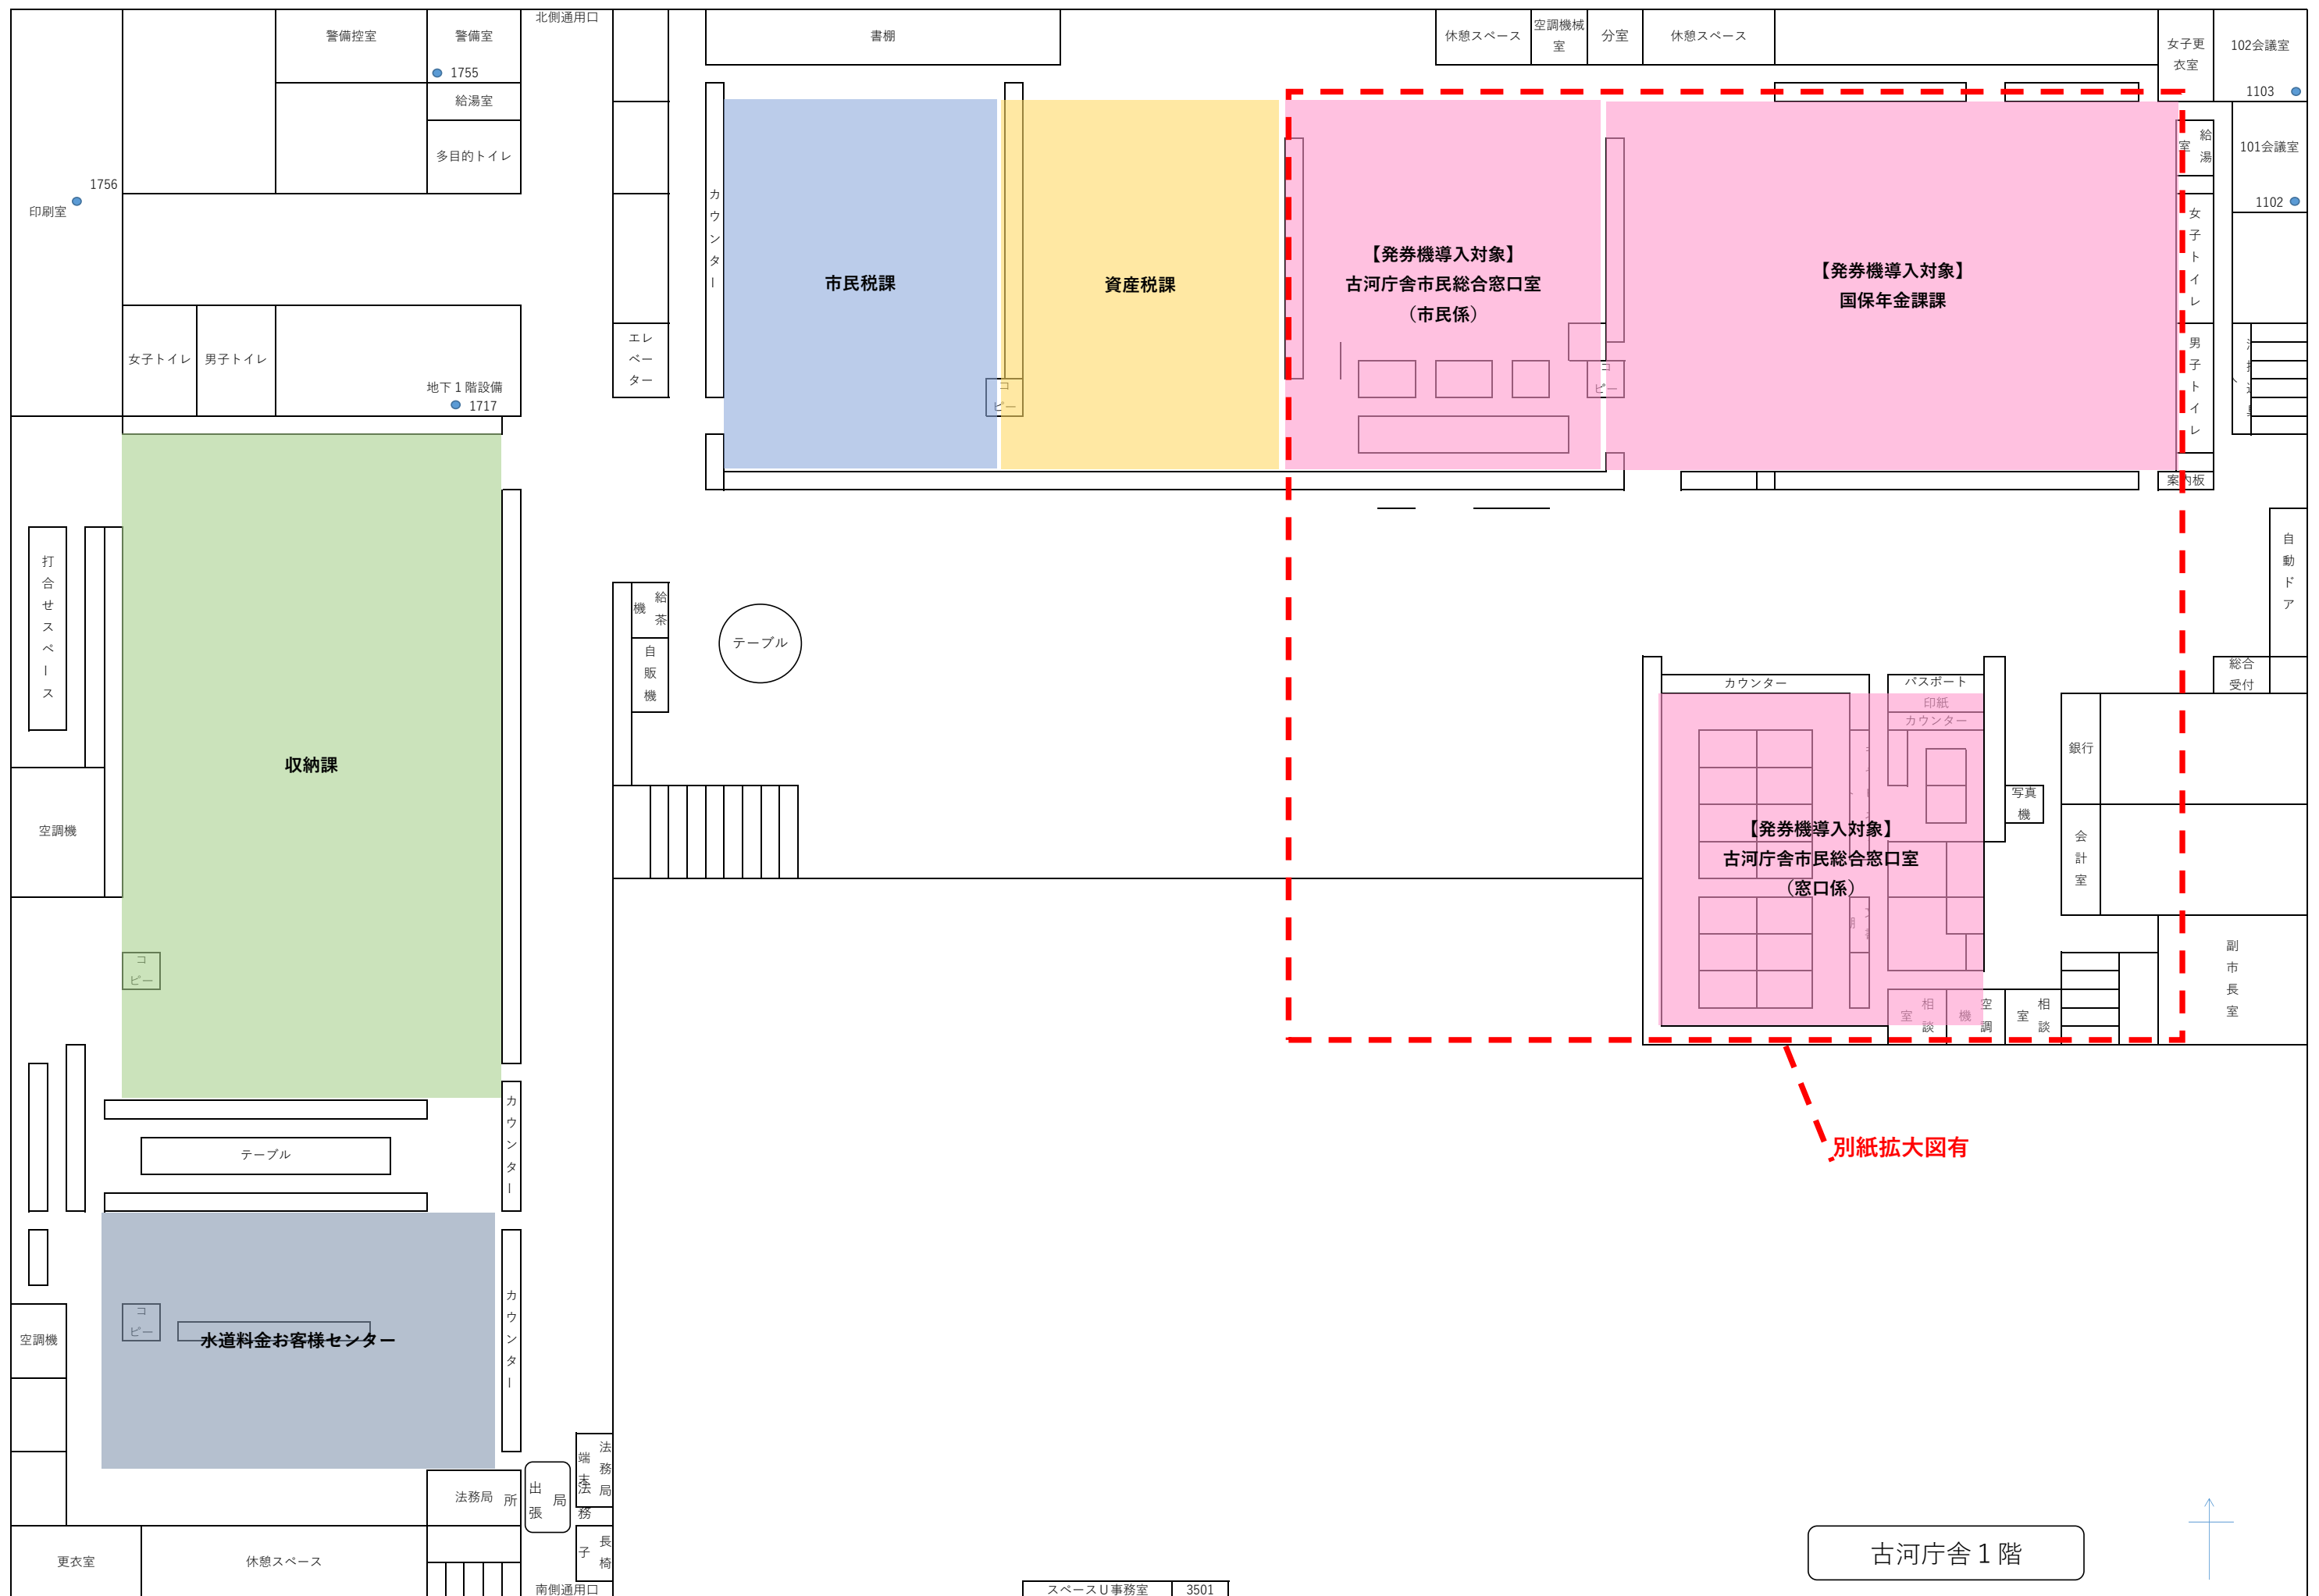 北側通用口
警備控室
警備室
1755
給湯室
多目的トイレ
1756
印刷室
女子トイレ
男子トイレ
地下１階設備
1717
書棚
休憩スペース
空調機械
室
分室
休憩スペース
女子更
衣室
102会議室
1103
101会議室
1102
給湯
室
女子トイレ
男子トイレ
案内板
カウンター
エレ
ベー
ター
市民税課
資産税課
コ
ピー
【発券機導入対象】
古河庁舎市民総合窓口室
（市民係）
コ
ピー
【発券機導入対象】
国保年金課課
自動ドア
総合
受付
打合せスペース
収納課
空調機
コ
ピー
給茶
機
自販機
テーブル
カウンター
パスポート
印紙
カウンター
写真
機
銀行
会計室
【発券機導入対象】
古河庁舎市民総合窓口室
（窓口係）
相談
室
空調
機
相談
室
副市長室
別紙拡大図有
カウンター
テーブル
カウンター
コ
ピー
水道料金お客様センター
空調機
法務局
所
出張
局
法務
法務局
端末
長椅
子
更衣室
休憩スペース
南側通用口
スペースＵ事務室
3501
古河庁舎１階